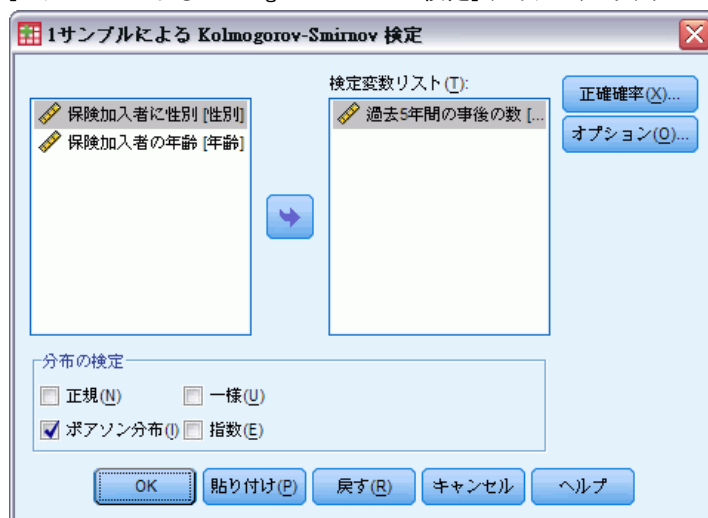 1サンプルによる Kolmogorov-Smirnov 検定
検定変数リスト(T):
保険加入者に性別 [性別]
保険加入者の年齢 [年齢]
過去5年間の事後の数 [...
正確確率(X)...
オプション(O)...
分布の検定
正規(N)
一様(U)
ポアソン分布(I)
指数(E)
OK
貼り付け(P)
戻す(R)
キャンセル
ヘルプ